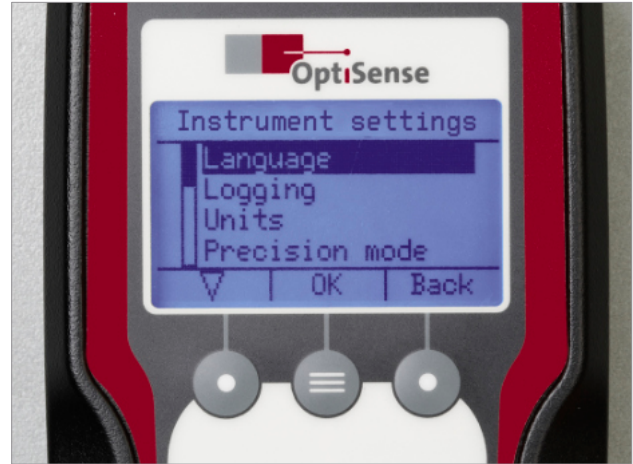 OptiSense
Instrument settings
Language
Logging
Units
Precision mode
OK Back